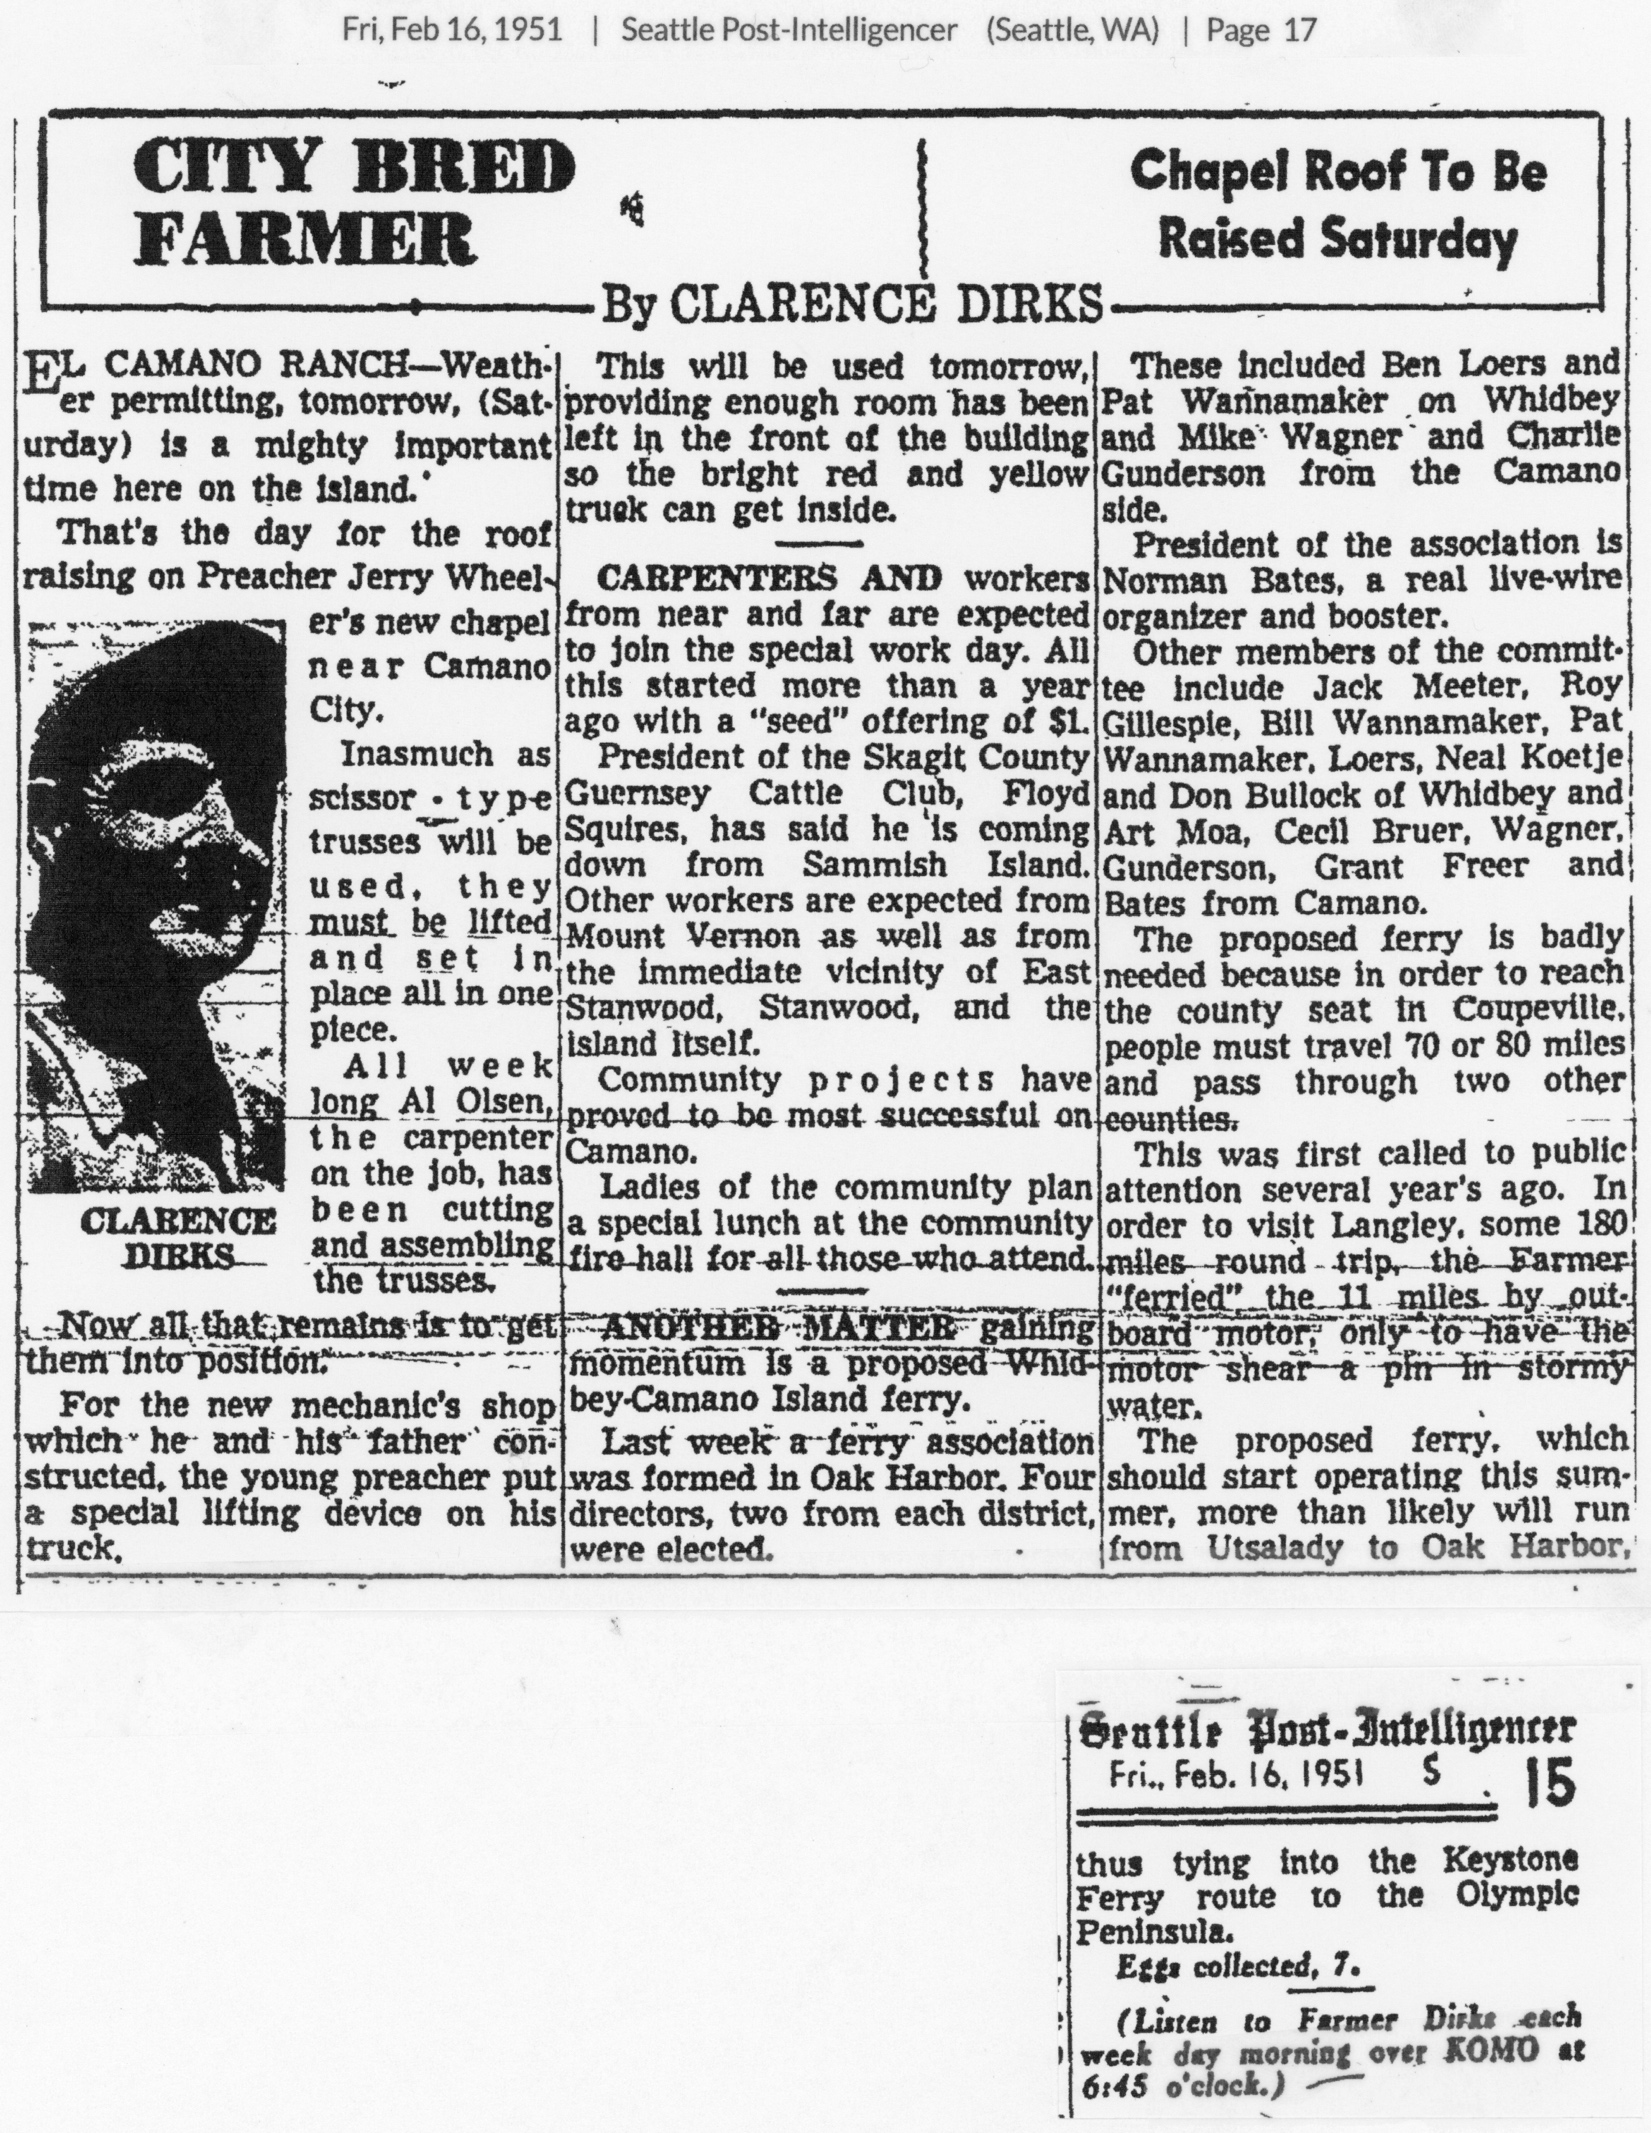 Fri, Feb 16, 1951 | Seattle Post-Intelligencer (Seattle, WA) | Page 17
CITY BRED
FARMER
Chapel Roof To Be
Raised Saturday
By CLARENCE DIRKS
EL CAMANO RANCH—Weath-
er permitting, tomorrow, (Sat-
urday) is a mighty important
time here on the island.
That's the day for the roof
raising on Preacher Jerry Wheel-
er's new chapel
near Camano
City.
Inasmuch as
scissor-type
trusses will be
used, they
must be lifted
and set in
place all in one
piece.
All week
long Al Olsen,
the carpenter
on the job, has
been cutting
and assembling
the trusses.
CLARENCE
DIRKS
Now all that remains is to get
them into position.
For the new mechanic's shop
which he and his father con-
structed, the young preacher put
a special lifting device on his
truck.
This will be used tomorrow,
providing enough room has been
left in the front of the building
so the bright red and yellow
truck can get inside.
CARPENTERS AND workers
from near and far are expected
to join the special work day. All
this started more than a year
ago with a "seed" offering of $1.
President of the Skagit County
Guernsey Cattle Club, Floyd
Squires, has said he is coming
down from Sammish Island.
Other workers are expected from
Mount Vernon as well as from
the immediate vicinity of East
Stanwood, Stanwood, and the
island itself.
Community projects have
proved to be most successful on
Camano.
Ladies of the community plan
a special lunch at the community
fire hall for all those who attend.
ANOTHER MATTER gaining
momentum is a proposed Whid-
bey-Camano Island ferry.
Last week a ferry association
was formed in Oak Harbor. Four
directors, two from each district,
were elected.
These included Ben Loers and
Pat Wannamaker on Whidbey
and Mike Wagner and Charlie
Gunderson from the Camano
side.
President of the association is
Norman Bates, a real live-wire
organizer and booster.
Other members of the commit-
tee include Jack Meeter, Roy
Gillespie, Bill Wannamaker, Pat
Wannamaker, Loers, Neal Koetje
and Don Bullock of Whidbey and
Art Moa, Cecil Bruer, Wagner,
Gunderson, Grant Freer and
Bates from Camano.
The proposed ferry is badly
needed because in order to reach
the county seat in Coupeville,
people must travel 70 or 80 miles
and pass through two other
counties.
This was first called to public
attention several year's ago. In
order to visit Langley, some 180
miles round trip, the Farmer
"ferried" the 11 miles by out-
board motor, only to have the
motor shear a pin in stormy
water.
The proposed ferry, which
should start operating this sum-
mer, more than likely will run
from Utsalady to Oak Harbor,
Seattle Post-Intelligencer
Fri., Feb. 16, 1951 S 15
thus tying into the Keystone
Ferry route to the Olympic
Peninsula.
Eggs collected, 7.
(Listen to Farmer Dirks each
week day morning over KOMO at
6:45 o'clock.)